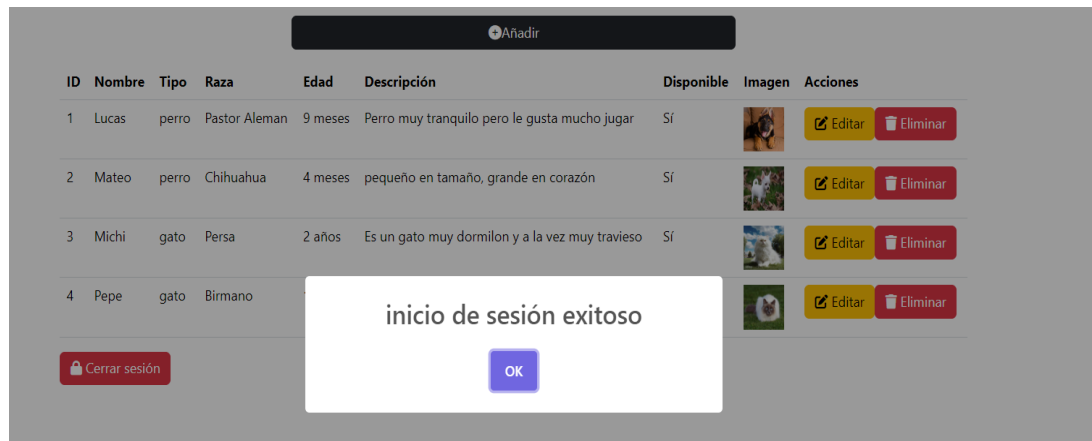 Añadir
ID Nombre Tipo Raza Edad Descripción Disponible Imagen Acciones
1 Lucas perro Pastor Aleman 9 meses Perro muy tranquilo pero le gusta mucho jugar Sí Editar Eliminar
2 Mateo perro Chihuahua 4 meses pequeño en tamaño, grande en corazón Sí Editar Eliminar
3 Michi gato Persa 2 años Es un gato muy dormilon y a la vez muy travieso Sí Editar Eliminar
4 Pepe gato Birmano Editar Eliminar
inicio de sesión exitoso
OK
Cerrar sesión